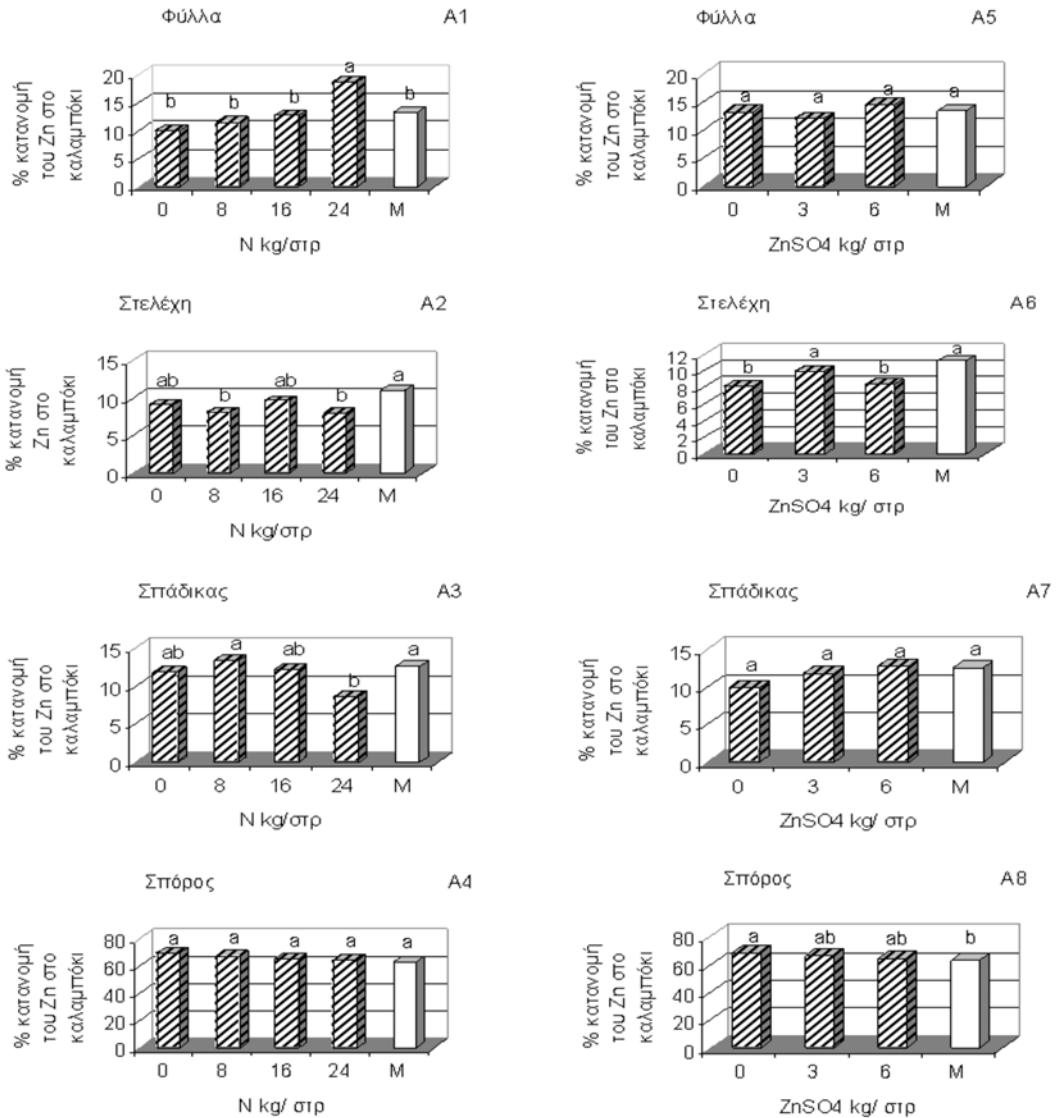 Φύλλα A1
% κατανομή
του Zn στο
καλαμπόκι
20
15
10
5
0
b b b a b
0 8 16 24 M
N kg/στρ
Φύλλα A5
% κατανομή
του Zn στο
καλαμπόκι
20
15
10
5
0
a a a a
0 3 6 M
ZnSO4 kg/ στρ
Στελέχη A2
% κατανομή
Zn στο
καλαμπόκι
15
10
5
0
ab b ab b a
0 8 16 24 M
N kg/στρ
Στελέχη A6
% κατανομή
του Zn στο
καλαμπόκι
12
10
8
6
4
2
0
b a b a
0 3 6 M
ZnSO4 kg/ στρ
Σπάδικας A3
% κατανομή
του Zn στο
καλαμπόκι
15
10
5
0
ab a ab b a
0 8 16 24 M
N kg/στρ
Σπάδικας A7
% κατανομή
του Zn στο
καλαμπόκι
15
10
5
0
a a a a
0 3 6 M
ZnSO4 kg/ στρ
Σπόρος A4
% κατανομή
του Zn στο
καλαμπόκι
80
60
40
20
0
a a a a a
0 8 16 24 M
N kg/στρ
Σπόρος A8
% κατανομή
του Zn στο
καλαμπόκι
80
60
40
20
0
a ab ab b
0 3 6 M
ZnSO4 kg/ στρ